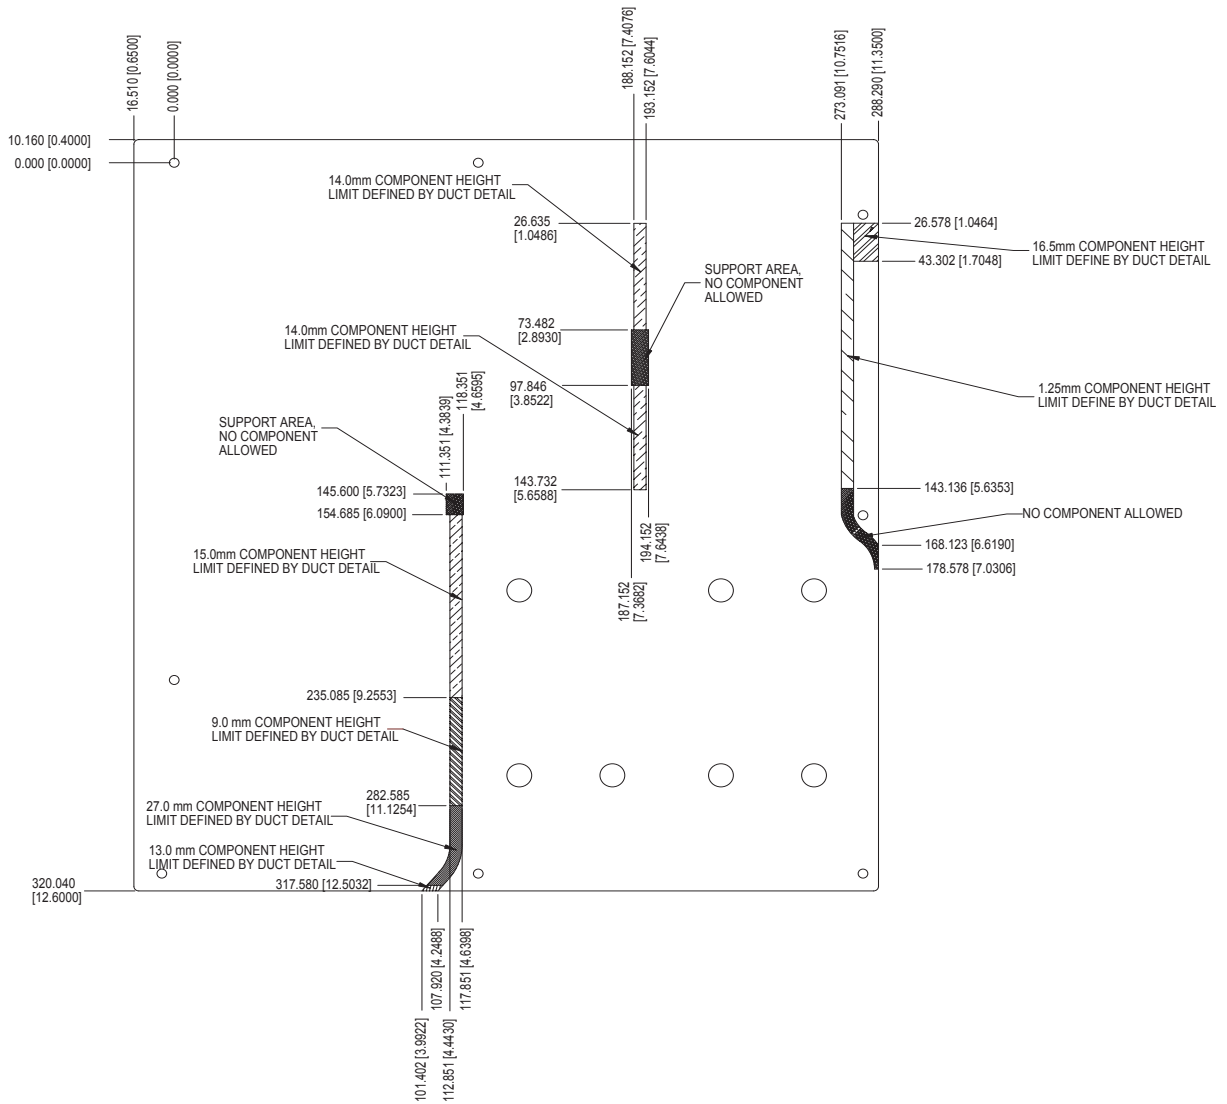 16.510 [0.6500]
0.000 [0.0000]
188.152 [7.4076]
193.152 [7.6044]
273.091 [10.7516]
288.290 [11.3500]
10.160 [0.4000]
0.000 [0.0000]
14.0mm COMPONENT HEIGHT
LIMIT DEFINED BY DUCT DETAIL
26.635
[1.0486]
26.578 [1.0464]
16.5mm COMPONENT HEIGHT
LIMIT DEFINE BY DUCT DETAIL
43.302 [1.7048]
SUPPORT AREA,
NO COMPONENT
ALLOWED
14.0mm COMPONENT HEIGHT
LIMIT DEFINED BY DUCT DETAIL
73.482
[2.8930]
97.846
[3.8522]
1.25mm COMPONENT HEIGHT
LIMIT DEFINE BY DUCT DETAIL
111.351 [4.3839]
118.351
[4.6595]
SUPPORT AREA,
NO COMPONENT
ALLOWED
143.732
[5.6588]
143.136 [5.6353]
145.600 [5.7323]
154.685 [6.0900]
NO COMPONENT ALLOWED
194.152
[7.6438]
168.123 [6.6190]
178.578 [7.0306]
15.0mm COMPONENT HEIGHT
LIMIT DEFINED BY DUCT DETAIL
187.152
[7.3682]
235.085 [9.2553]
9.0 mm COMPONENT HEIGHT
LIMIT DEFINED BY DUCT DETAIL
282.585
[11.1254]
27.0 mm COMPONENT HEIGHT
LIMIT DEFINED BY DUCT DETAIL
13.0 mm COMPONENT HEIGHT
LIMIT DEFINED BY DUCT DETAIL
317.580 [12.5032]
320.040
[12.6000]
101.402 [3.9922]
107.920 [4.2488]
112.851 [4.4430]
117.851 [4.6398]